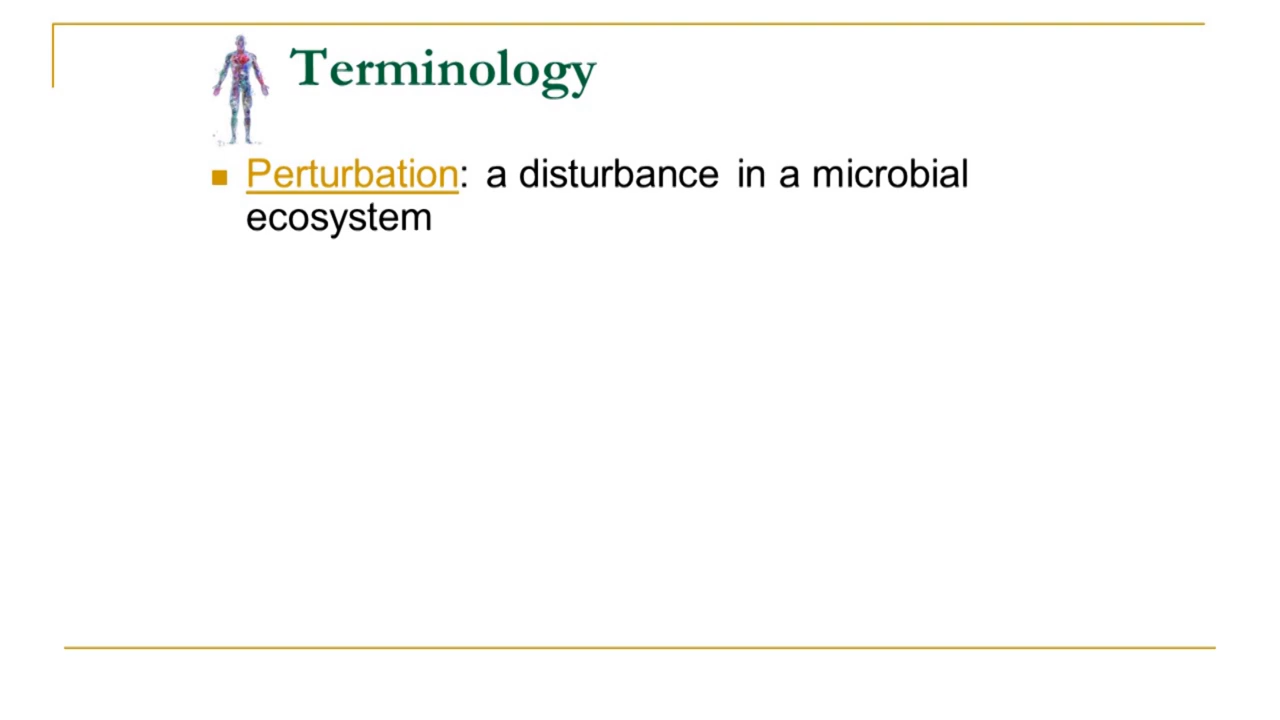 Terminology
Perturbation: a disturbance in a microbial
ecosystem